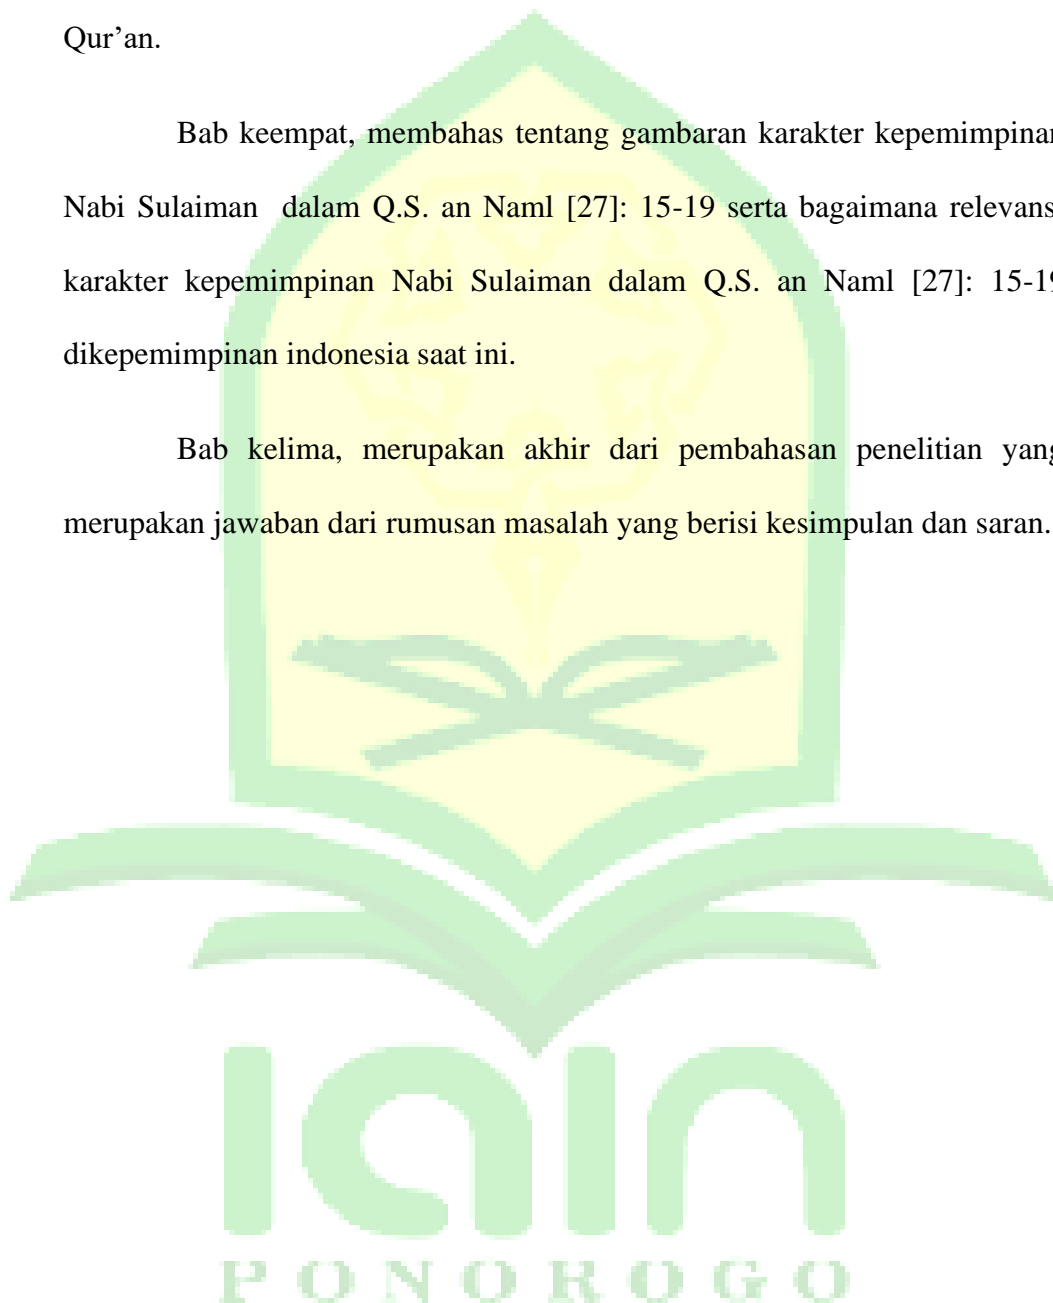 Qur’an.
Bab keempat, membahas tentang gambaran karakter kepemimpinan
Nabi Sulaiman dalam Q.S. an Naml [27]: 15-19 serta bagaimana relevansi
karakter kepemimpinan Nabi Sulaiman dalam Q.S. an Naml [27]: 15-19
dikepemimpinan indonesia saat ini.
Bab kelima, merupakan akhir dari pembahasan penelitian yang
merupakan jawaban dari rumusan masalah yang berisi kesimpulan dan saran.
iain
PONOROGO